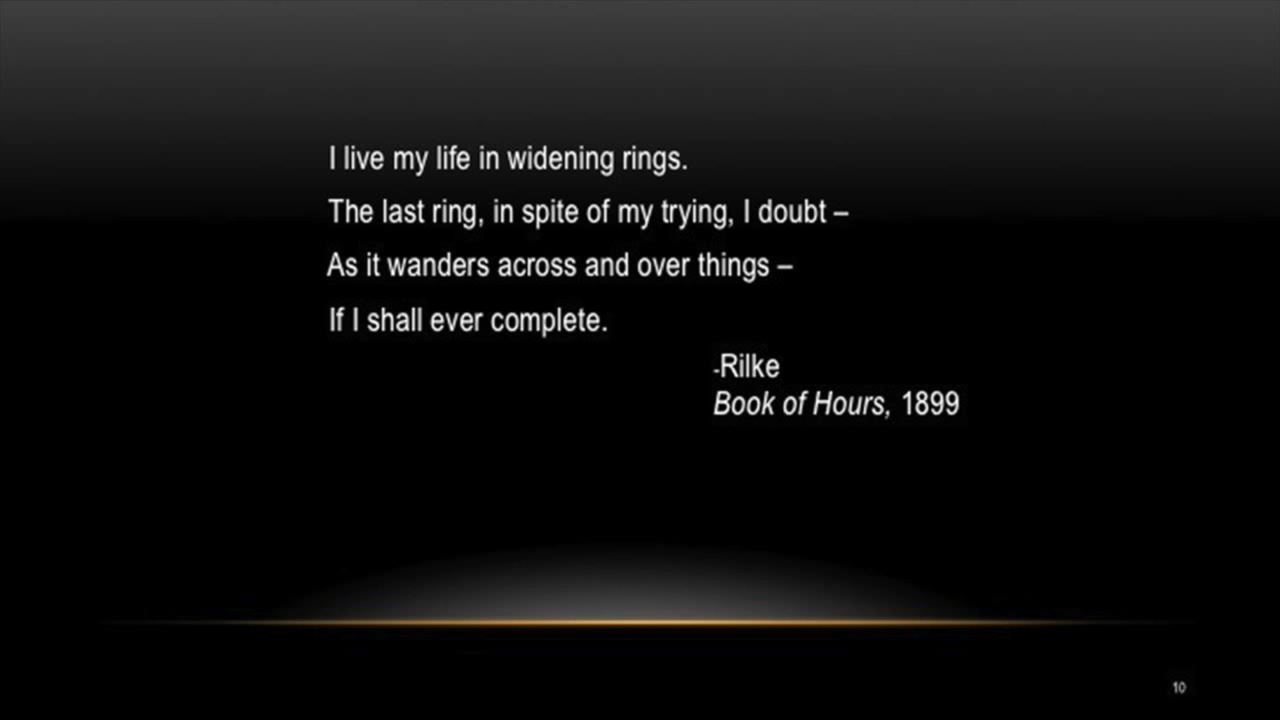 I live my life in widening rings.
The last ring, in spite of my trying, I doubt –
As it wanders across and over things –
If I shall ever complete.
-Rilke
Book of Hours, 1899
10